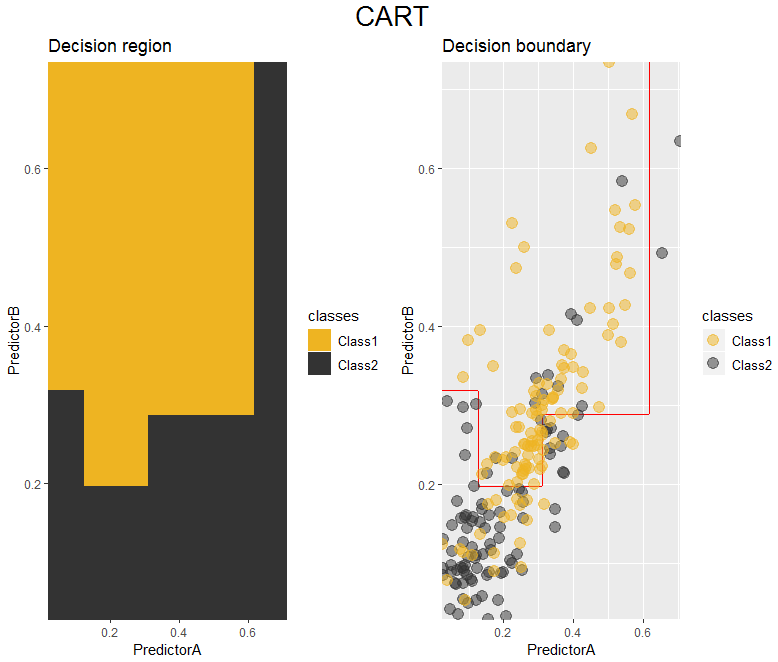 CART
Decision region
Decision boundary
0.6
0.4
0.2
PredictorB
0.2
0.4
0.6
PredictorA
classes
Class1
Class2
0.6
0.4
0.2
PredictorB
0.2
0.4
0.6
PredictorA
classes
Class1
Class2